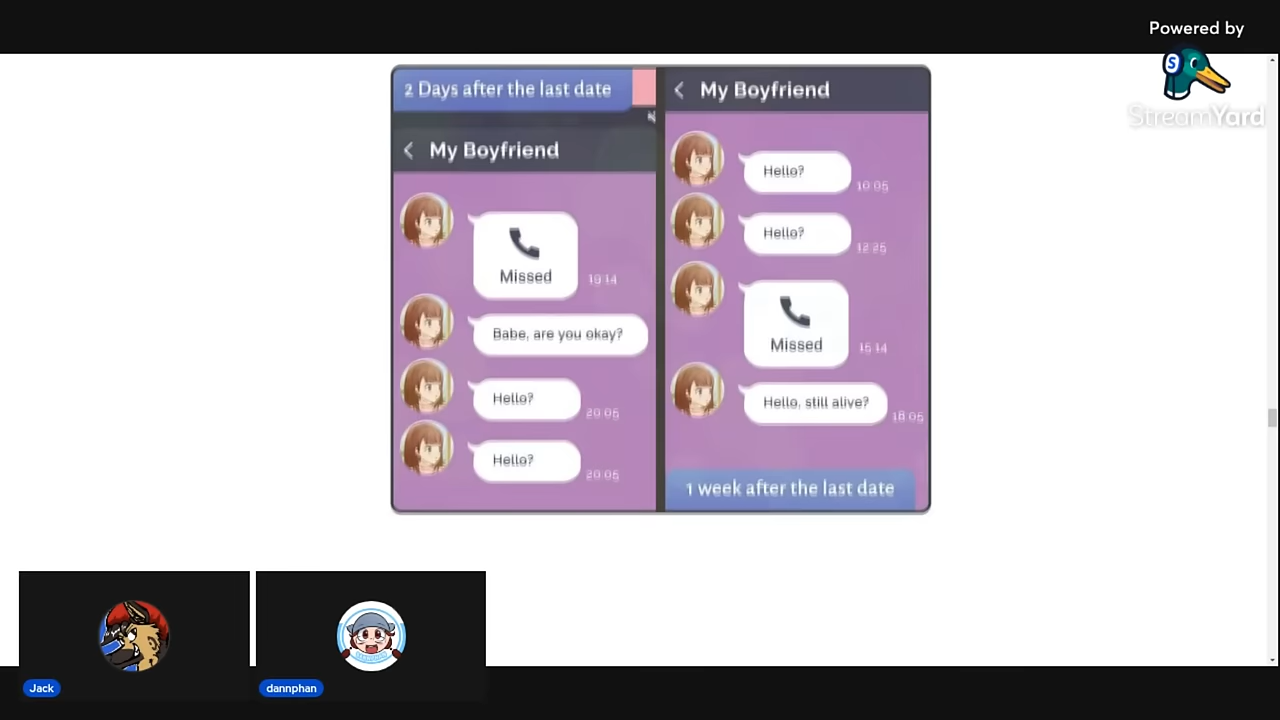 Powered by
StreamYard
2 Days after the last date
My Boyfriend
Missed
19:14
Babe, are you okay?
Hello?
20:05
Hello?
20:05
My Boyfriend
Hello?
10:05
Hello?
12:25
Missed
15:14
Hello, still alive?
18:05
1 week after the last date
Jack
dannphan